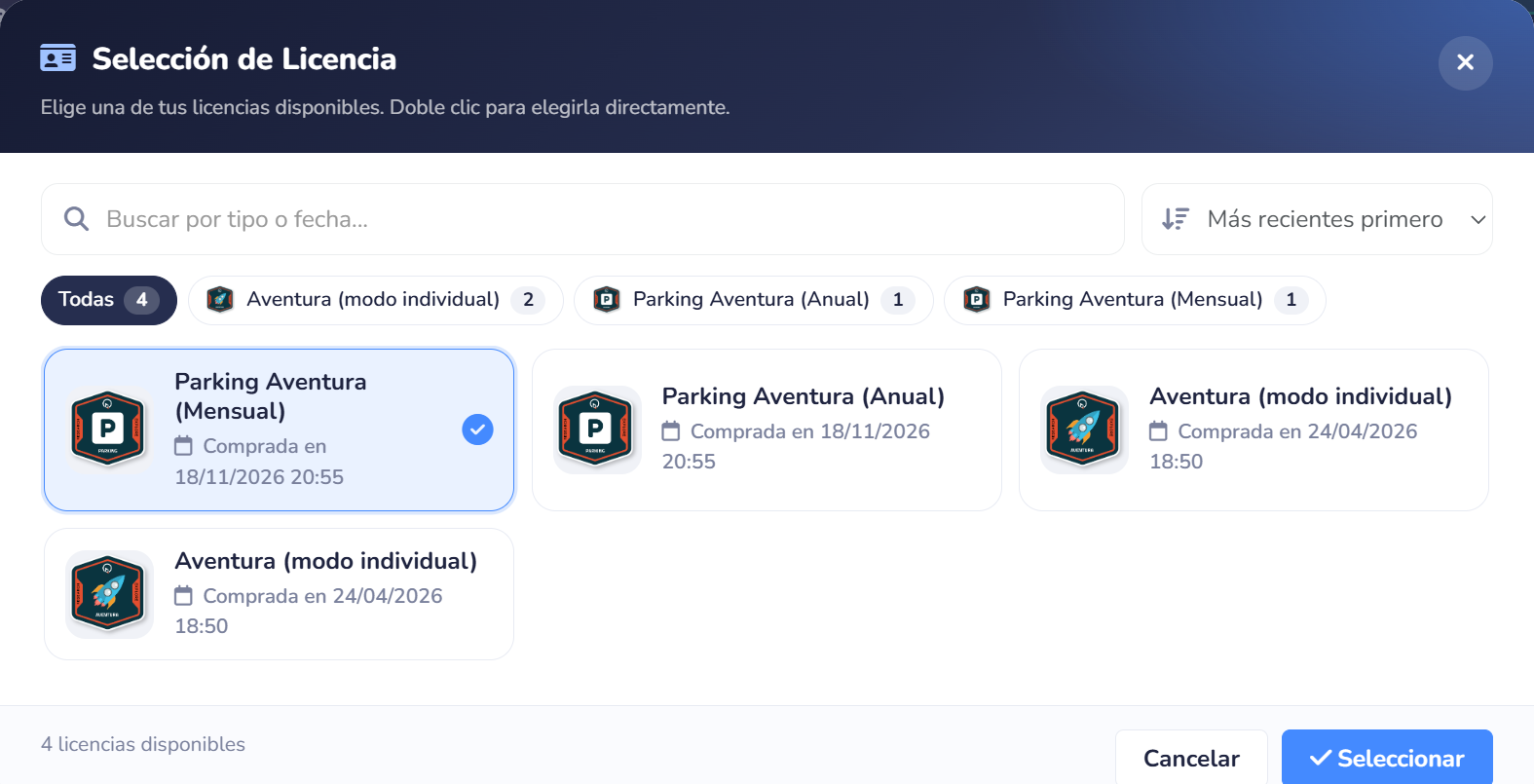 Selección de Licencia
Elige una de tus licencias disponibles. Doble clic para elegirla directamente.
Buscar por tipo o fecha...
Más recientes primero
Todas 4
Aventura (modo individual) 2
P
Parking Aventura (Anual) 1
P
Parking Aventura (Mensual) 1
P
PARKING
Parking Aventura
(Mensual)
Comprada en
18/11/2026 20:55
P
PARKING
Parking Aventura (Anual)
Comprada en 18/11/2026
20:55
AVENTURA
Aventura (modo individual)
Comprada en 24/04/2026
18:50
AVENTURA
Aventura (modo individual)
Comprada en 24/04/2026
18:50
4 licencias disponibles
Cancelar
Seleccionar